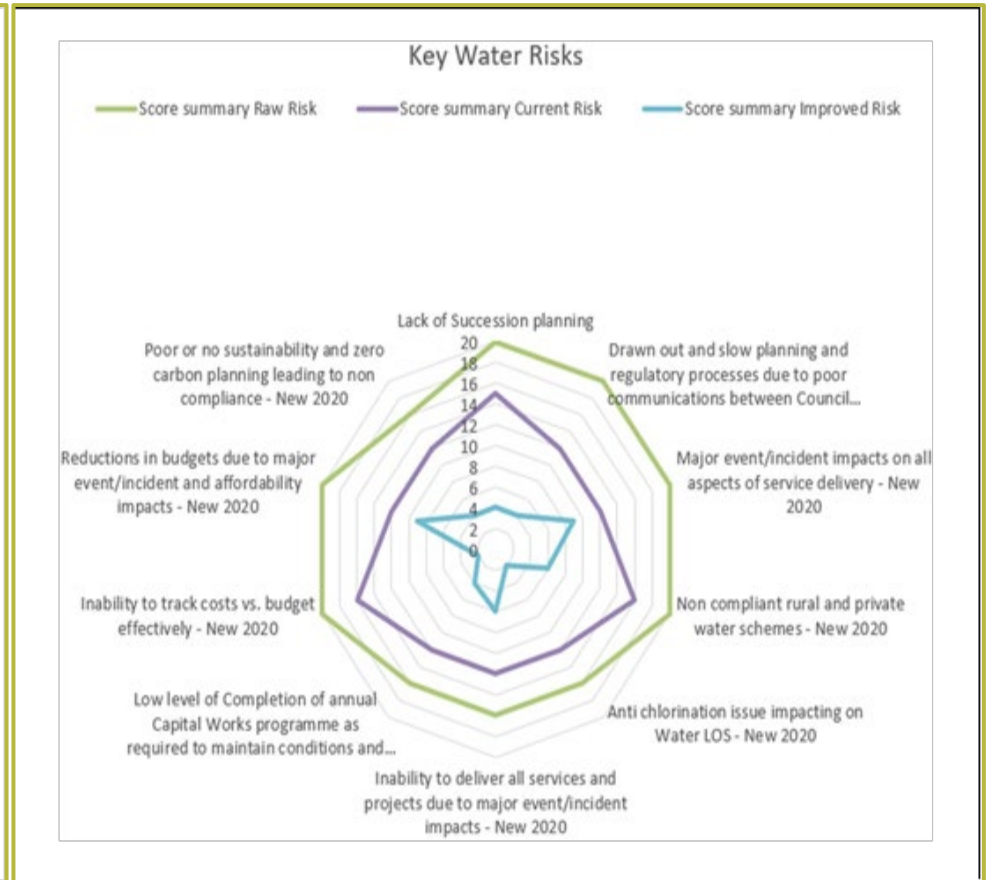 Key Water Risks
Score summary Raw Risk
Score summary Current Risk
Score summary Improved Risk
Lack of Succession planning
20
18
16
14
12
10
8
6
4
2
0
Drawn out and slow planning and
regulatory processes due to poor
communications between Council...
Major event/incident impacts on all
aspects of service delivery - New
2020
Non compliant rural and private
water schemes - New 2020
Anti chlorination issue impacting on
Water LOS - New 2020
Inability to deliver all services and
projects due to major event/incident
impacts - New 2020
Low level of Completion of annual
Capital Works programme as
required to maintain conditions and...
Inability to track costs vs. budget
effectively - New 2020
Reductions in budgets due to major
event/incident and affordability
impacts - New 2020
Poor or no sustainability and zero
carbon planning leading to non
compliance - New 2020